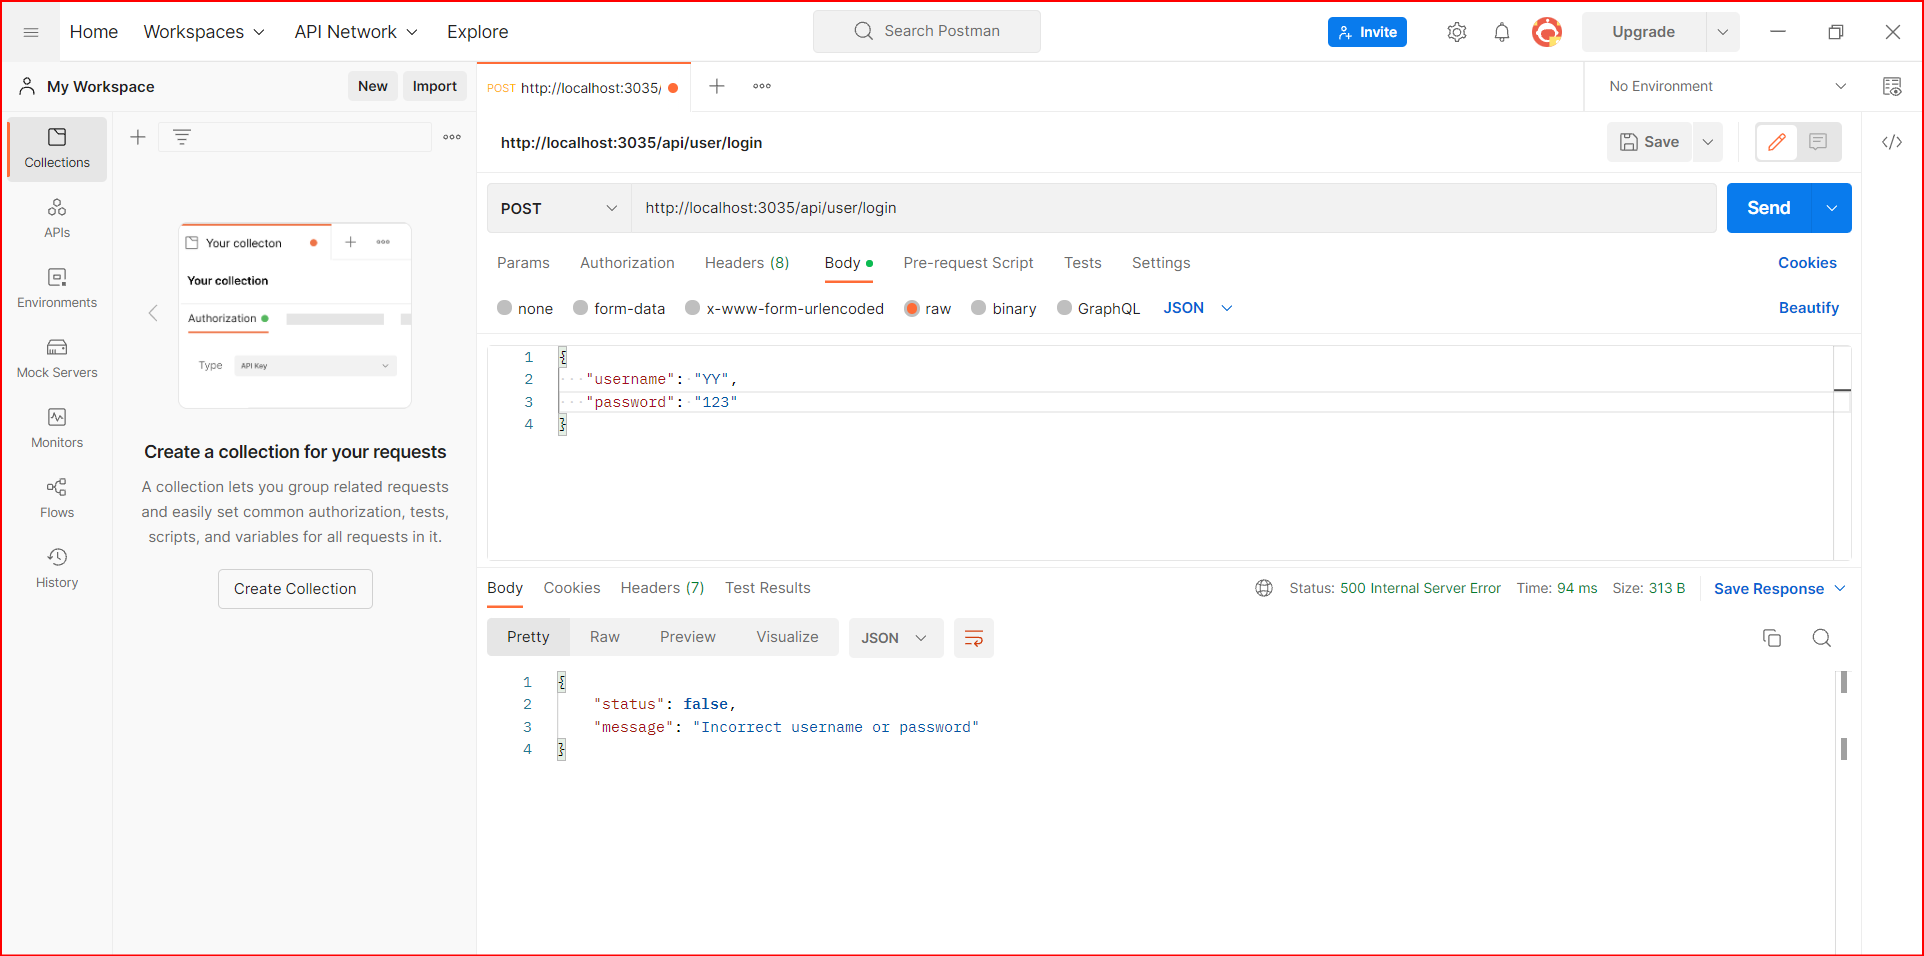 Home
Workspaces
API Network
Explore
Search Postman
Invite
Upgrade
My Workspace
New
Import
POST http://localhost:3035/
No Environment
Collections
APIs
Environments
Mock Servers
Monitors
Flows
History
Your collecton
Your collection
Authorization
Type
API Key
Create a collection for your requests
A collection lets you group related requests
and easily set common authorization, tests,
scripts, and variables for all requests in it.
Create Collection
http://localhost:3035/api/user/login
Save
POST
http://localhost:3035/api/user/login
Send
Params
Authorization
Headers (8)
Body
Pre-request Script
Tests
Settings
Cookies
none
form-data
x-www-form-urlencoded
raw
binary
GraphQL
JSON
Beautify
1 {
2 "username": "YY",
3 "password": "123"
4 }
Body
Cookies
Headers (7)
Test Results
Status: 500 Internal Server Error
Time: 94 ms
Size: 313 B
Save Response
Pretty
Raw
Preview
Visualize
JSON
1 {
2 "status": false,
3 "message": "Incorrect username or password"
4 }